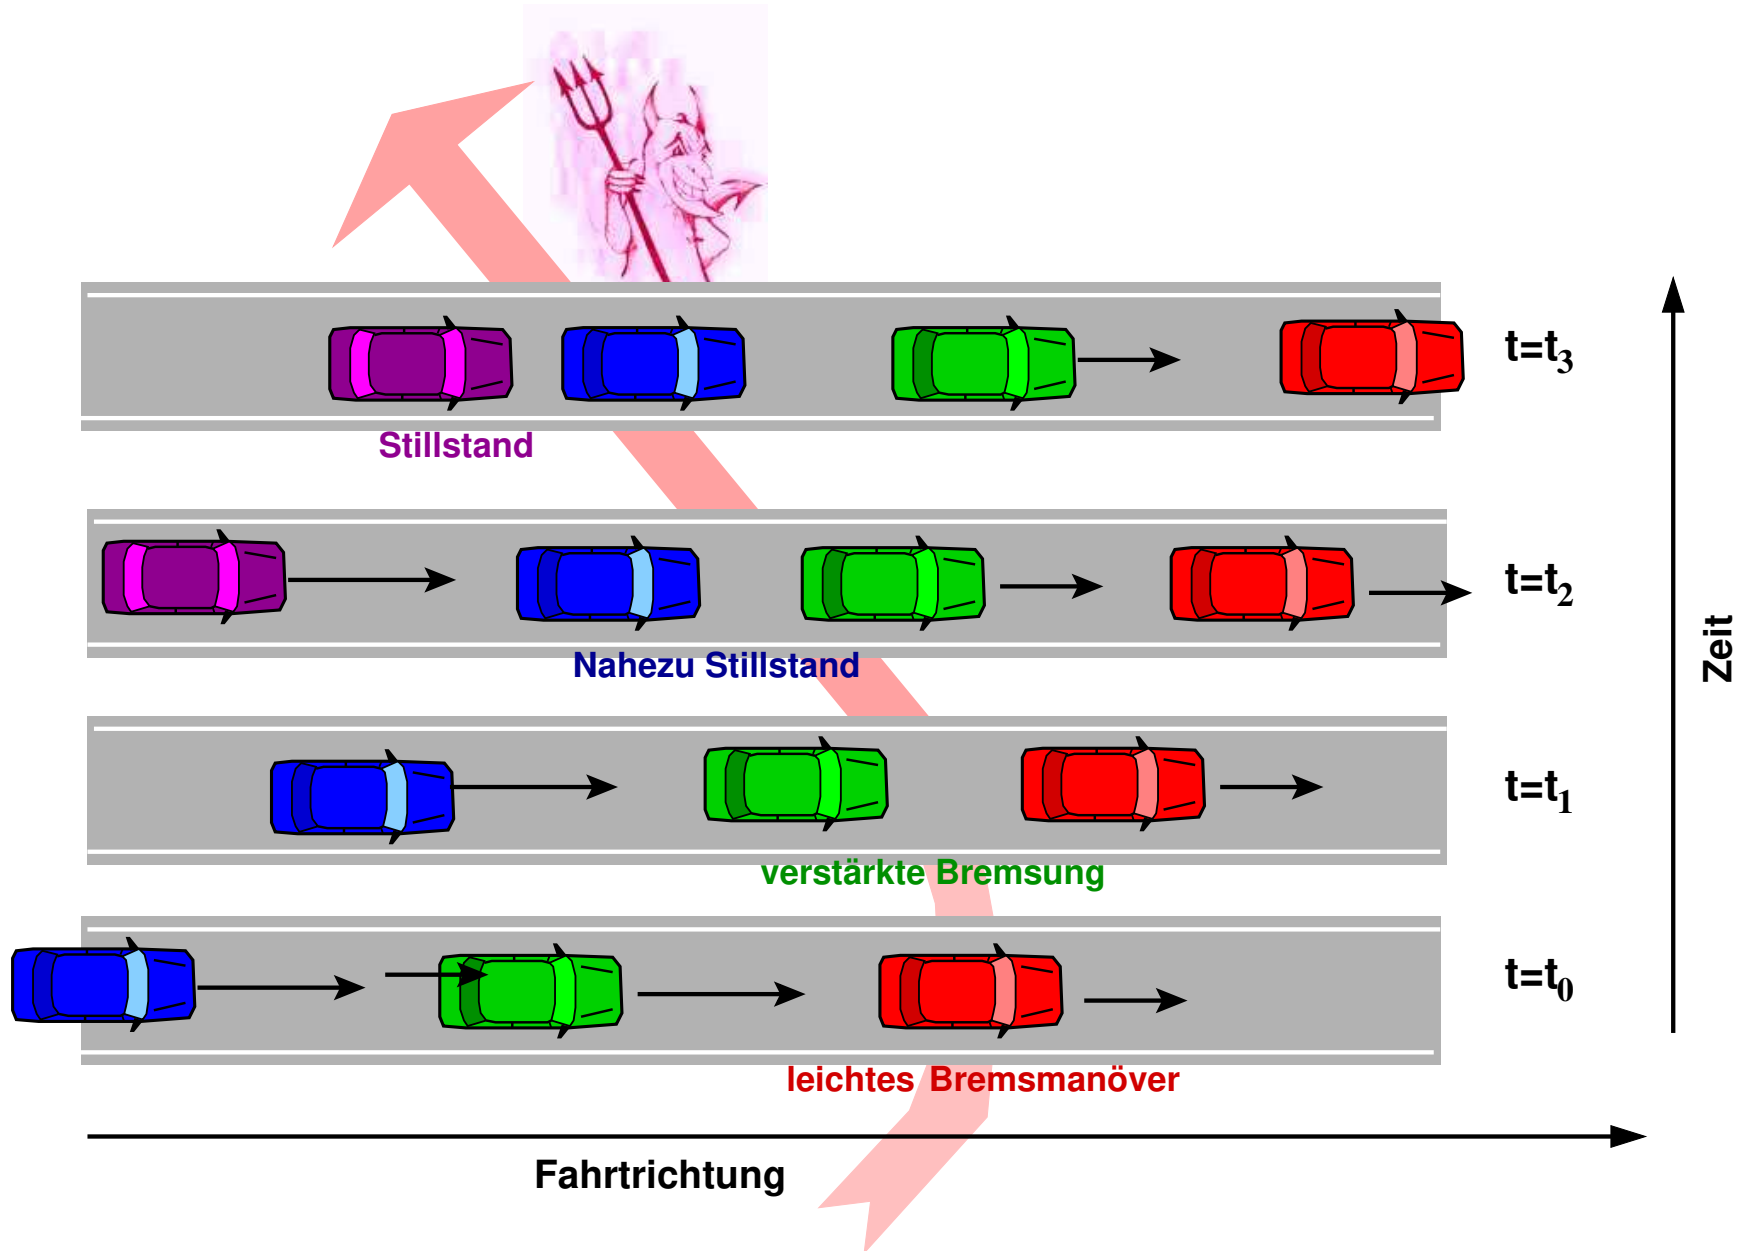 t=t3
Stillstand
t=t2
Nahezu Stillstand
Zeit
t=t1
verstärkte Bremsung
t=t0
leichtes Bremsmanöver
Fahrtrichtung